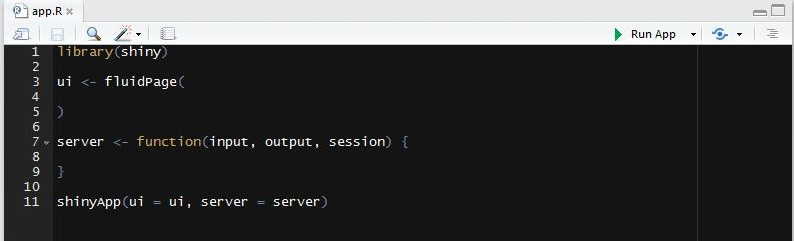 app.R
Run App
1 library(shiny)
2
3 ui <- fluidPage(
4
5 )
6
7 server <- function(input, output, session) {
8
9 }
10
11 shinyApp(ui = ui, server = server)